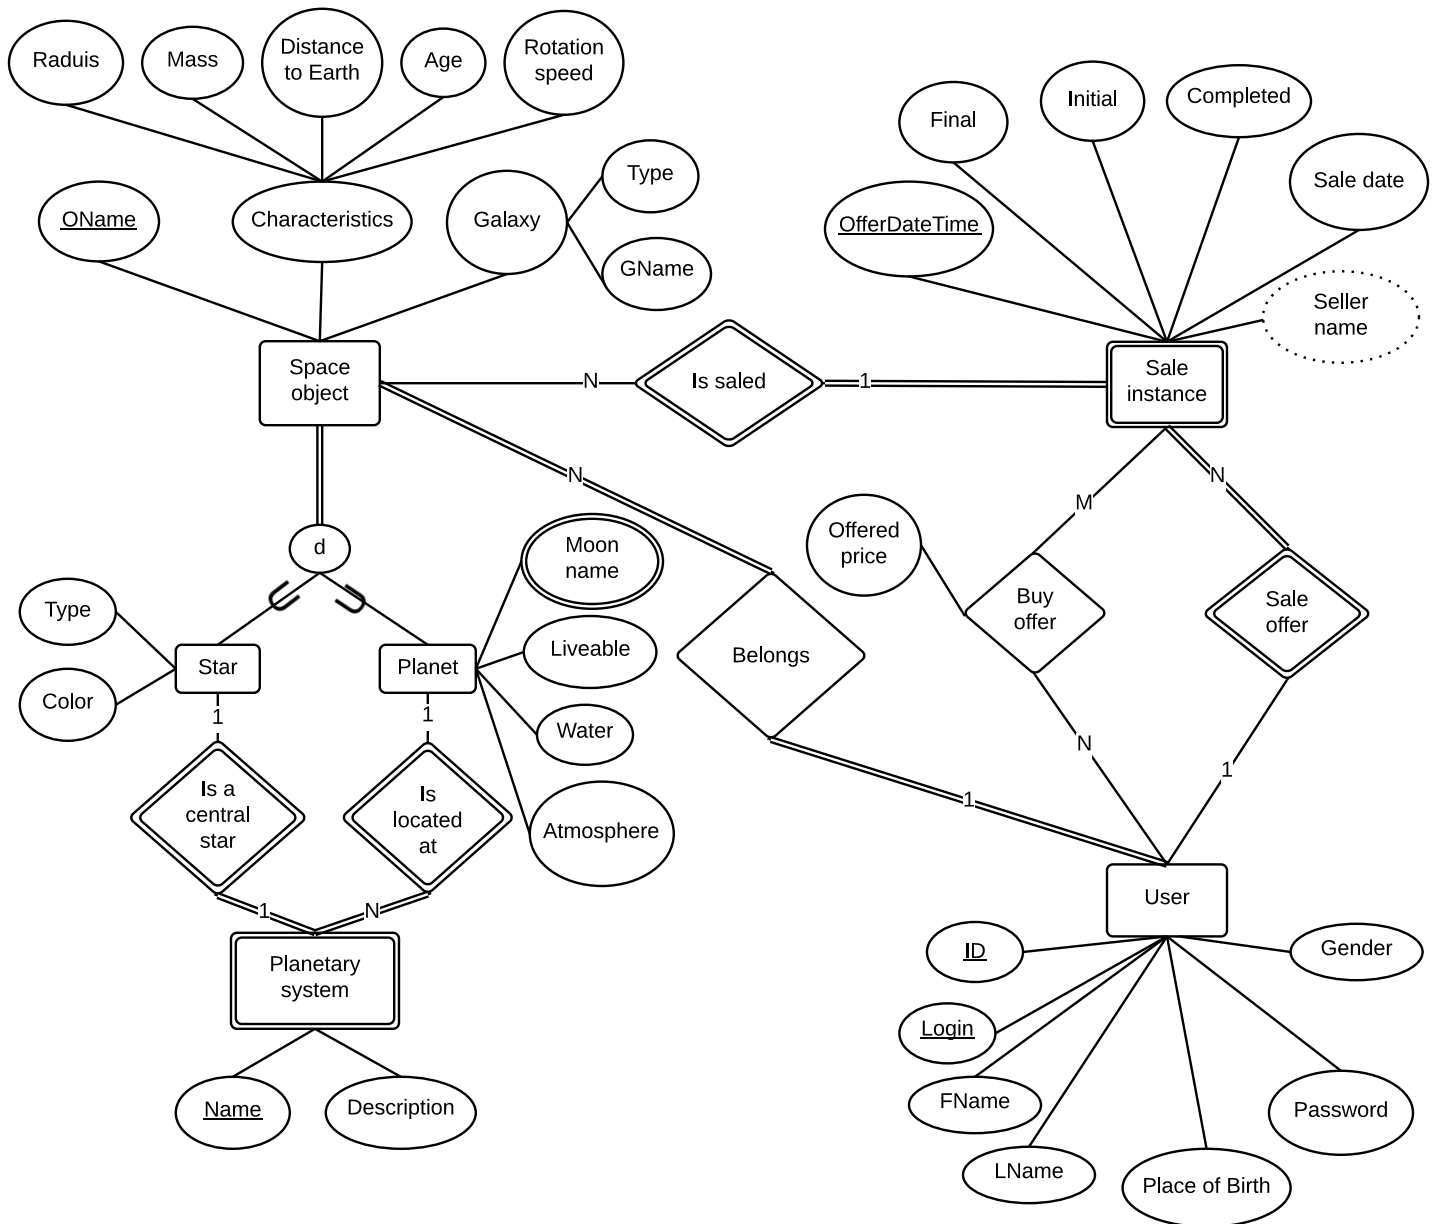 Raduis
Mass
Distance
to Earth
Age
Rotation
speed
OName
Characteristics
Galaxy
Type
GName
Final
Initial
Completed
Sale date
OfferDateTime
Seller
name
Space
object
N
Is saled
1
Sale
instance
N
M
N
d
Moon
name
Offered
price
Buy
offer
Sale
offer
Type
Color
Star
Planet
Liveable
Water
Atmosphere
Belongs
1
1
Is a
central
star
Is
located
at
N
1
1
1
N
Planetary
system
User
ID
Gender
Login
FName
LName
Place of Birth
Password
Name
Description